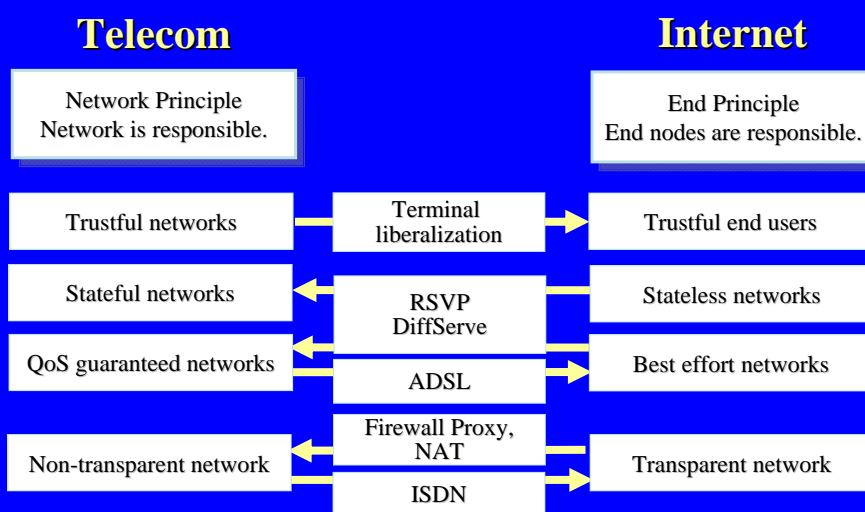 Telecom
Internet
Network Principle
Network is responsible.
End Principle
End nodes are responsible.
Trustful networks
Terminal
liberalization
Trustful end users
Stateful networks
RSVP
DiffServe
Stateless networks
QoS guaranteed networks
ADSL
Best effort networks
Firewall Proxy,
NAT
Non-transparent network
ISDN
Transparent network